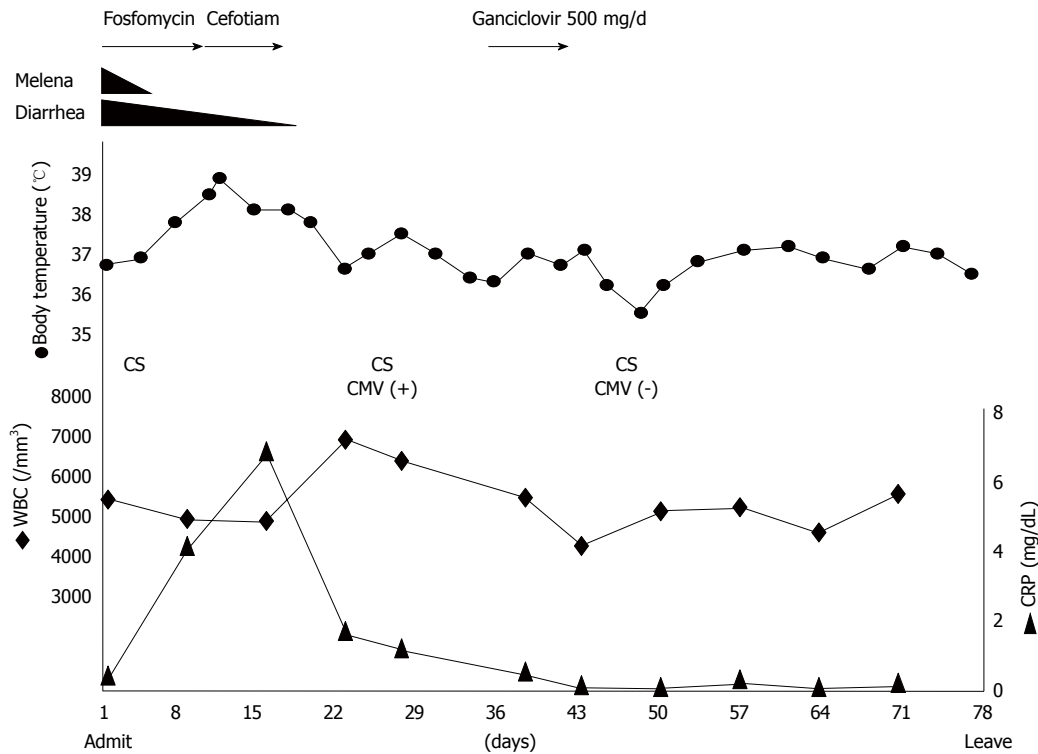 Fosfomycin Cefotiam Ganciclovir 500 mg/d
Melena
Diarrhea
Body temperature (℃)
39
38
37
36
35
CS CS CS
CMV (+) CMV (-)
WBC (/mm³)
8000
7000
6000
5000
4000
3000
CRP (mg/dL)
8
6
4
2
0
1 8 15 22 29 36 43 50 57 64 71 78
Admit (days) Leave